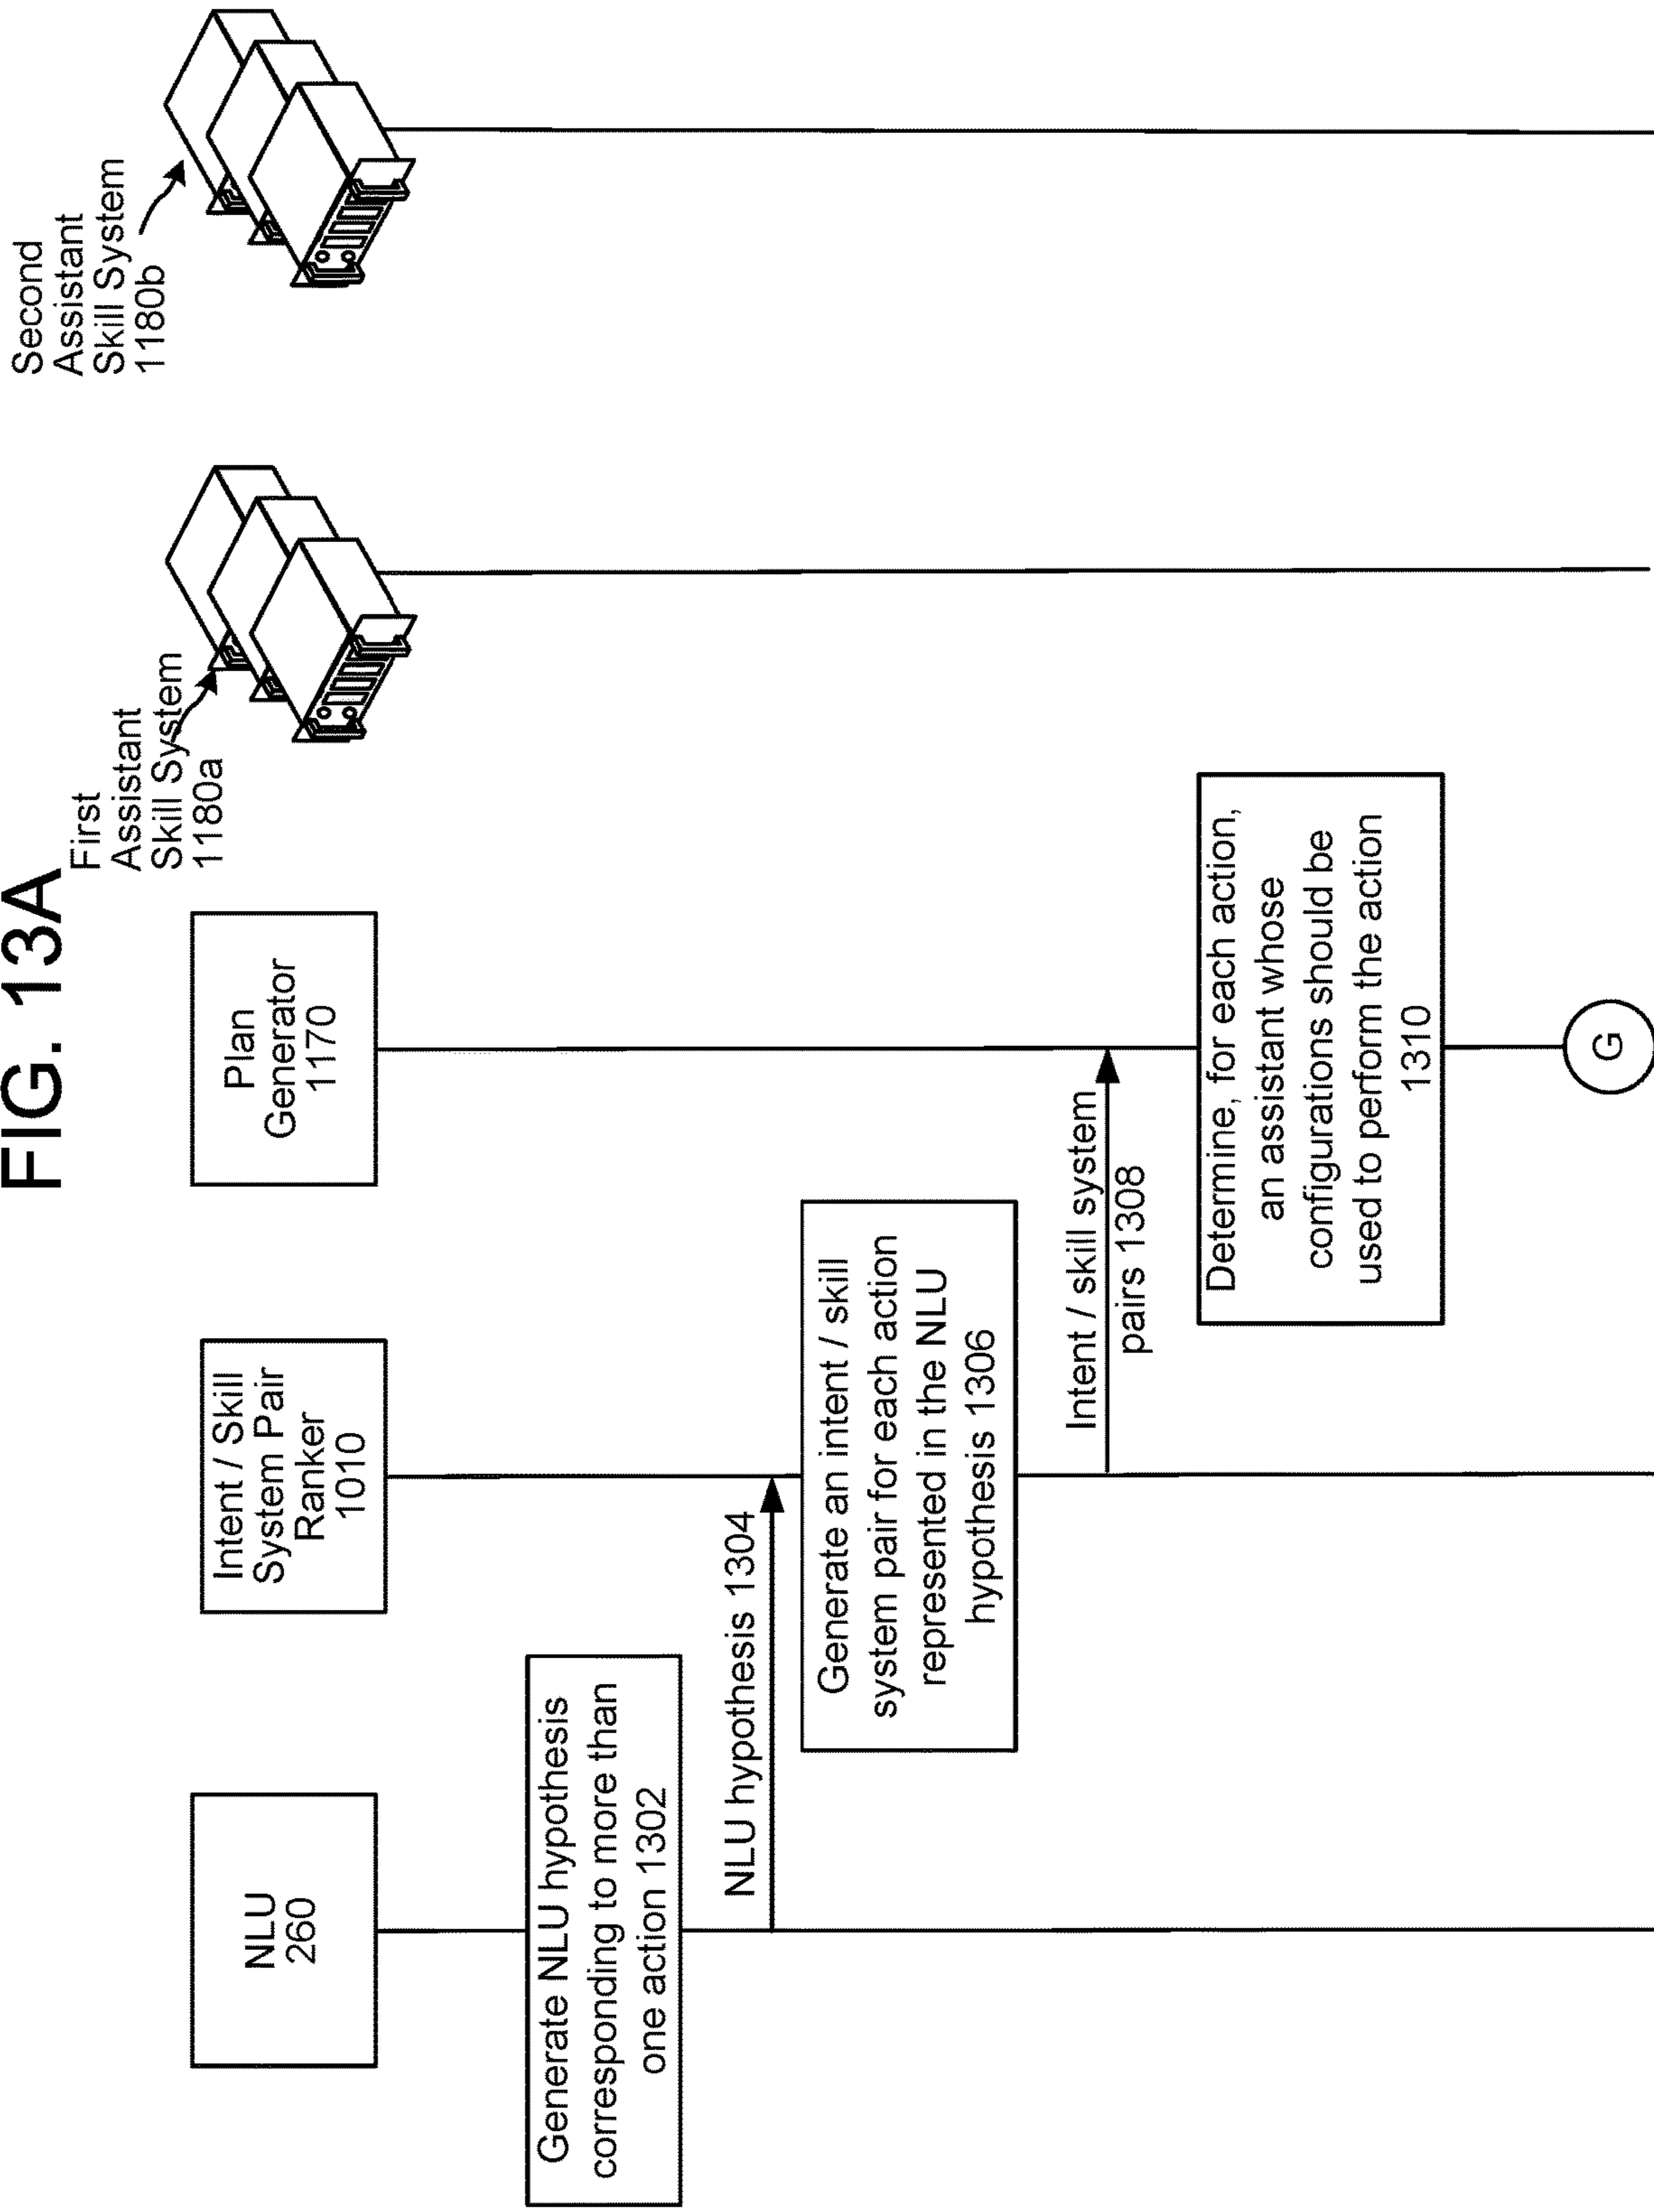 FIG. 13A
NLU
260
Intent / Skill
System Pair
Ranker
1010
Plan
Generator
1170
First
Assistant
Skill System
1180a
Second
Assistant
Skill System
1180b
Generate NLU hypothesis
corresponding to more than
one action 1302
NLU hypothesis 1304
Generate an intent / skill
system pair for each action
represented in the NLU
hypothesis 1306
Intent / skill system
pairs 1308
Determine, for each action,
an assistant whose
configurations should be
used to perform the action
1310
G